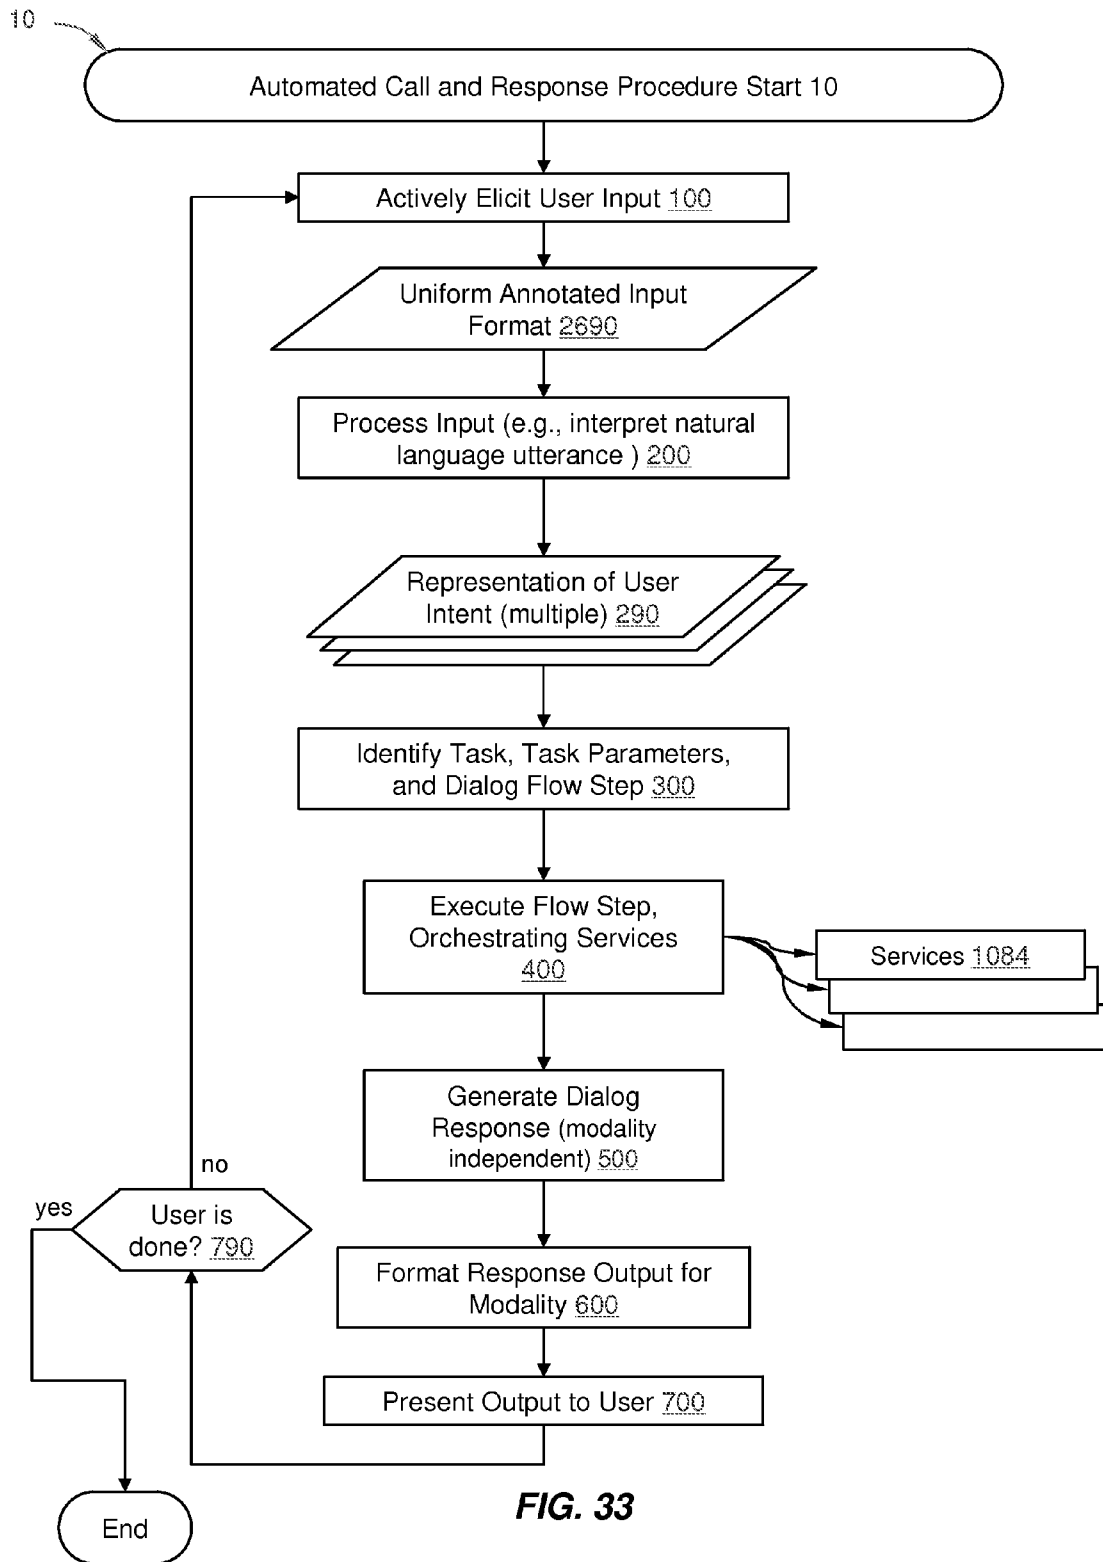 10
Automated Call and Response Procedure Start 10
Actively Elicit User Input 100
Uniform Annotated Input
Format 2690
Process Input (e.g., interpret natural
language utterance ) 200
Representation of User
Intent (multiple) 290
Identify Task, Task Parameters,
and Dialog Flow Step 300
Execute Flow Step,
Orchestrating Services
400
Services 1084
Generate Dialog
Response (modality
independent) 500
no
yes
User is
done? 790
Format Response Output for
Modality 600
Present Output to User 700
End
FIG. 33